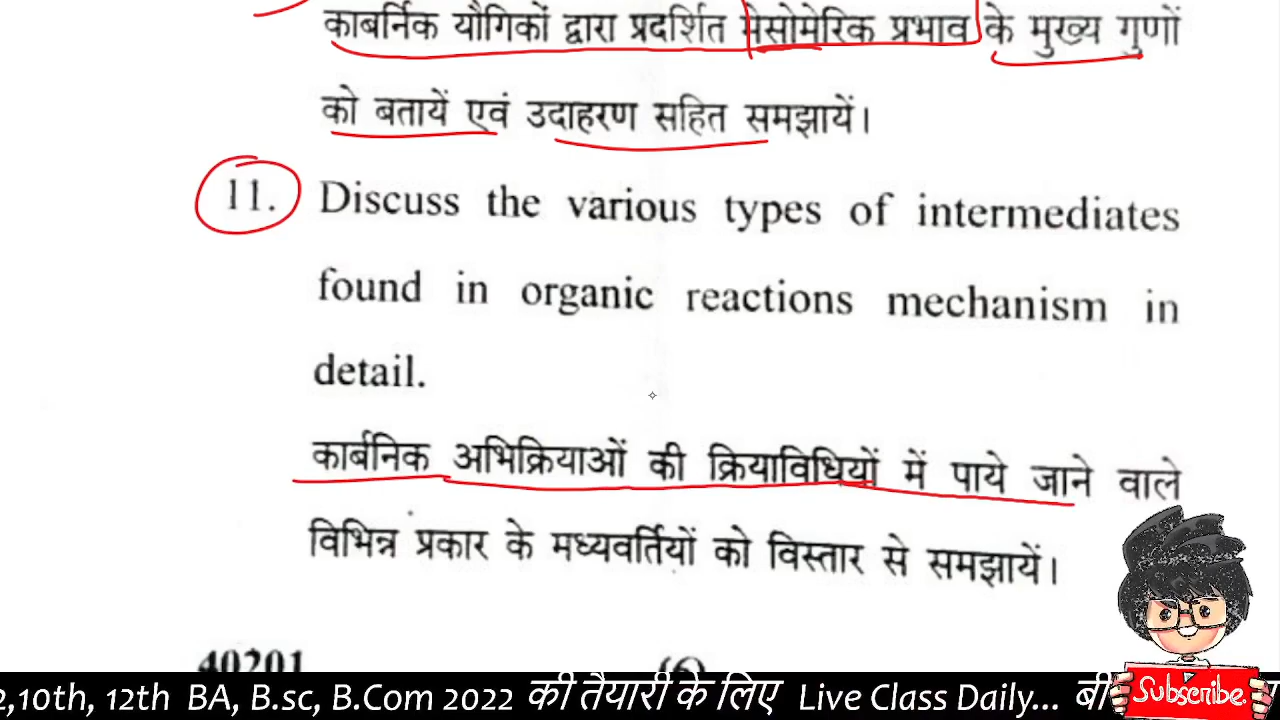 काबर्निक यौगिकों द्वारा प्रदर्शित मेसोमेरिक प्रभाव के मुख्य गुणों
को बतायें एवं उदाहरण सहित समझायें।
11. Discuss the various types of intermediates
found in organic reactions mechanism in
detail.
कार्बनिक अभिक्रियाओं की क्रियाविधियों में पाये जाने वाले
विभिन्न प्रकार के मध्यवर्तियों को विस्तार से समझायें।
40201 (6)
2,10th, 12th BA, B.sc, B.Com 2022 की तैयारी के लिए Live Class Daily...
Subscribe